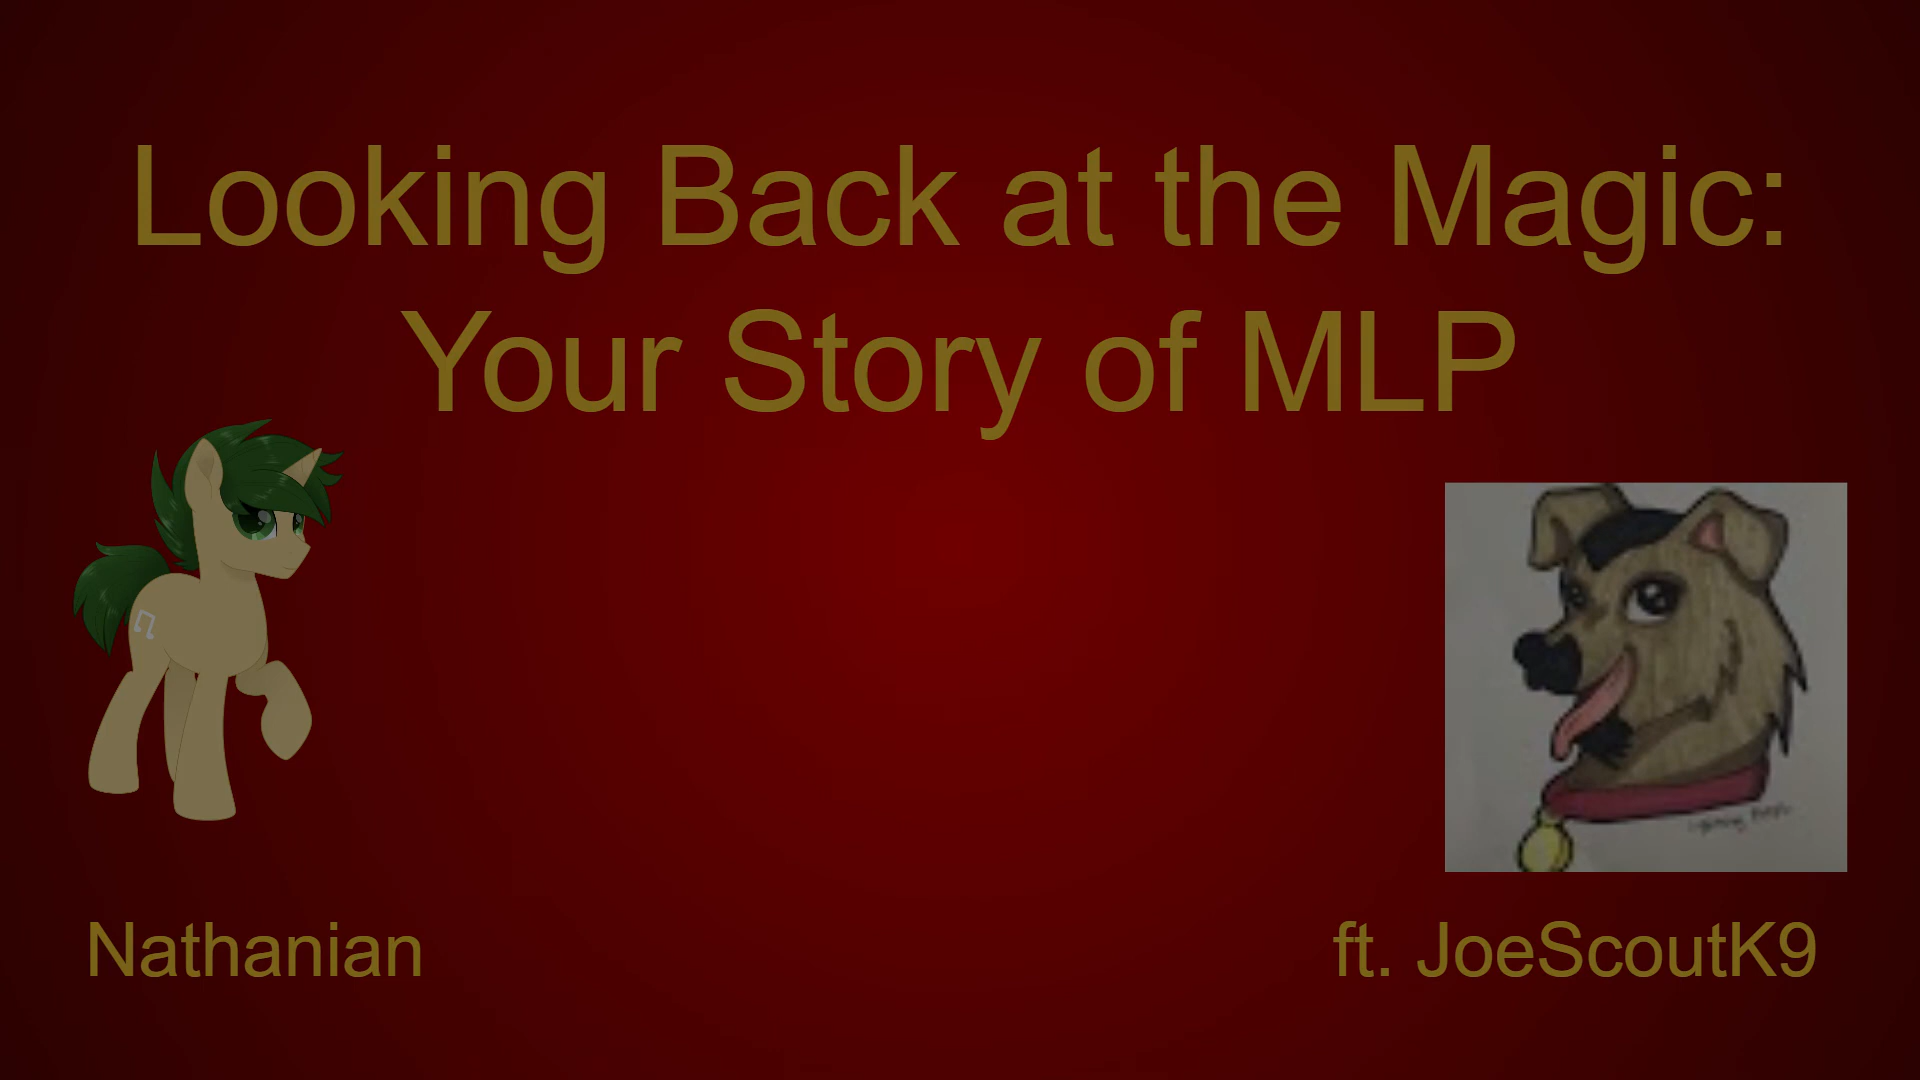 Looking Back at the Magic:
Your Story of MLP
Nathanian
ft. JoeScoutK9